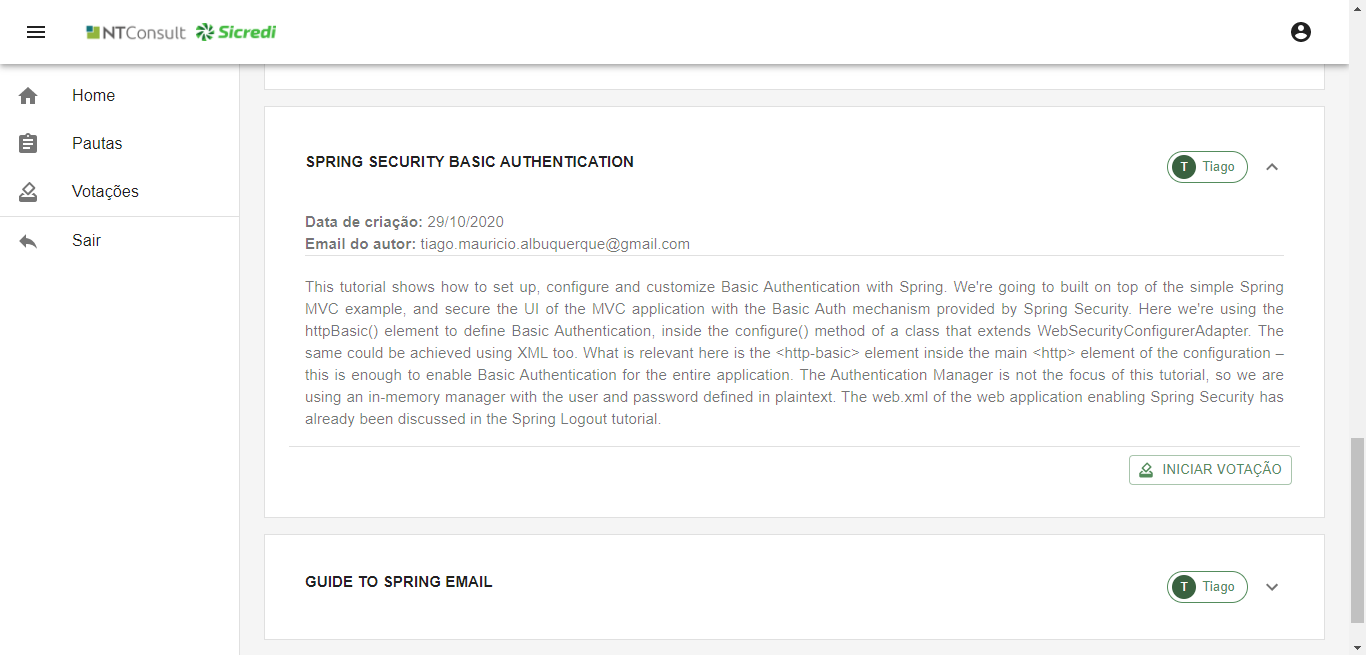 NTConsult Sicredi
Home
Pautas
Votações
Sair
SPRING SECURITY BASIC AUTHENTICATION
T Tiago
Data de criação: 29/10/2020
Email do autor: tiago.mauricio.albuquerque@gmail.com
This tutorial shows how to set up, configure and customize Basic Authentication with Spring. We're going to built on top of the simple Spring
MVC example, and secure the UI of the MVC application with the Basic Auth mechanism provided by Spring Security. Here we're using the
httpBasic() element to define Basic Authentication, inside the configure() method of a class that extends WebSecurityConfigurerAdapter. The
same could be achieved using XML too. What is relevant here is the <http-basic> element inside the main <http> element of the configuration –
this is enough to enable Basic Authentication for the entire application. The Authentication Manager is not the focus of this tutorial, so we are
using an in-memory manager with the user and password defined in plaintext. The web.xml of the web application enabling Spring Security has
already been discussed in the Spring Logout tutorial.
INICIAR VOTAÇÃO
GUIDE TO SPRING EMAIL
T Tiago